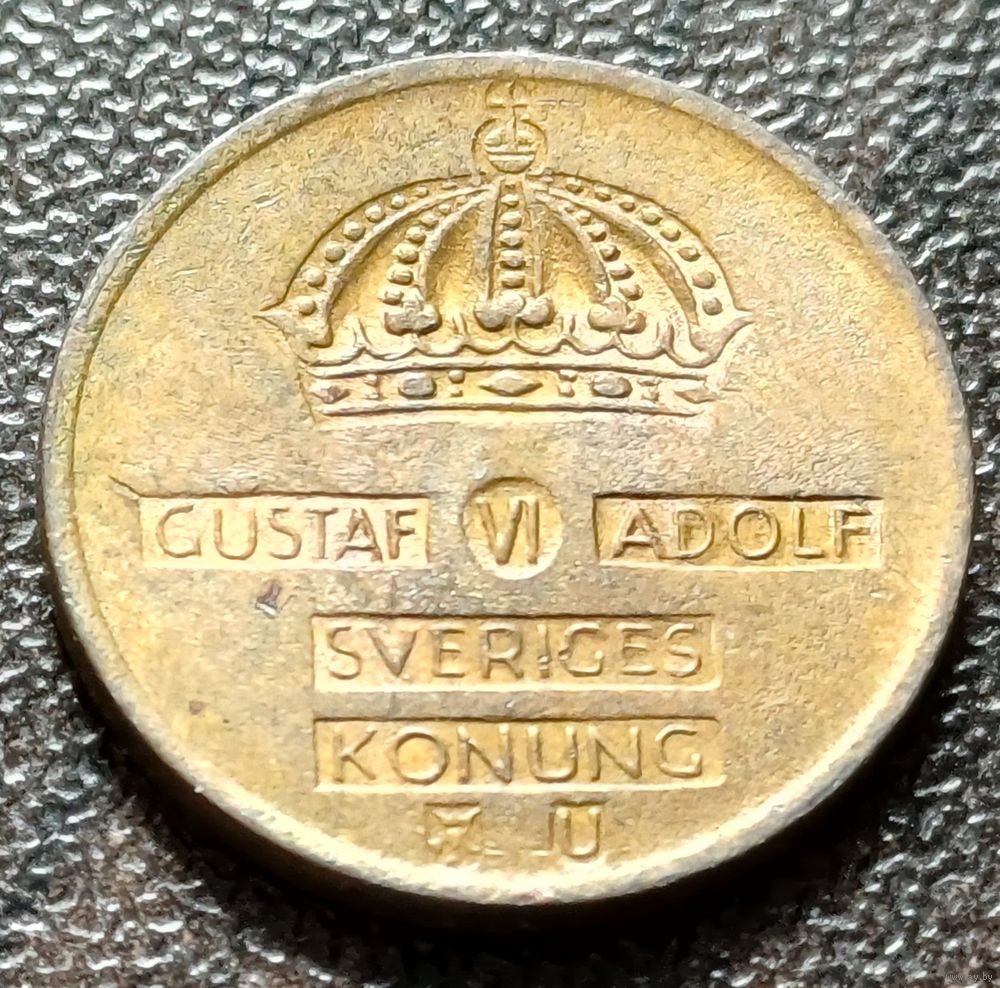 GUSTAF VI ADOLF
SVERIGES
KONUNG
U